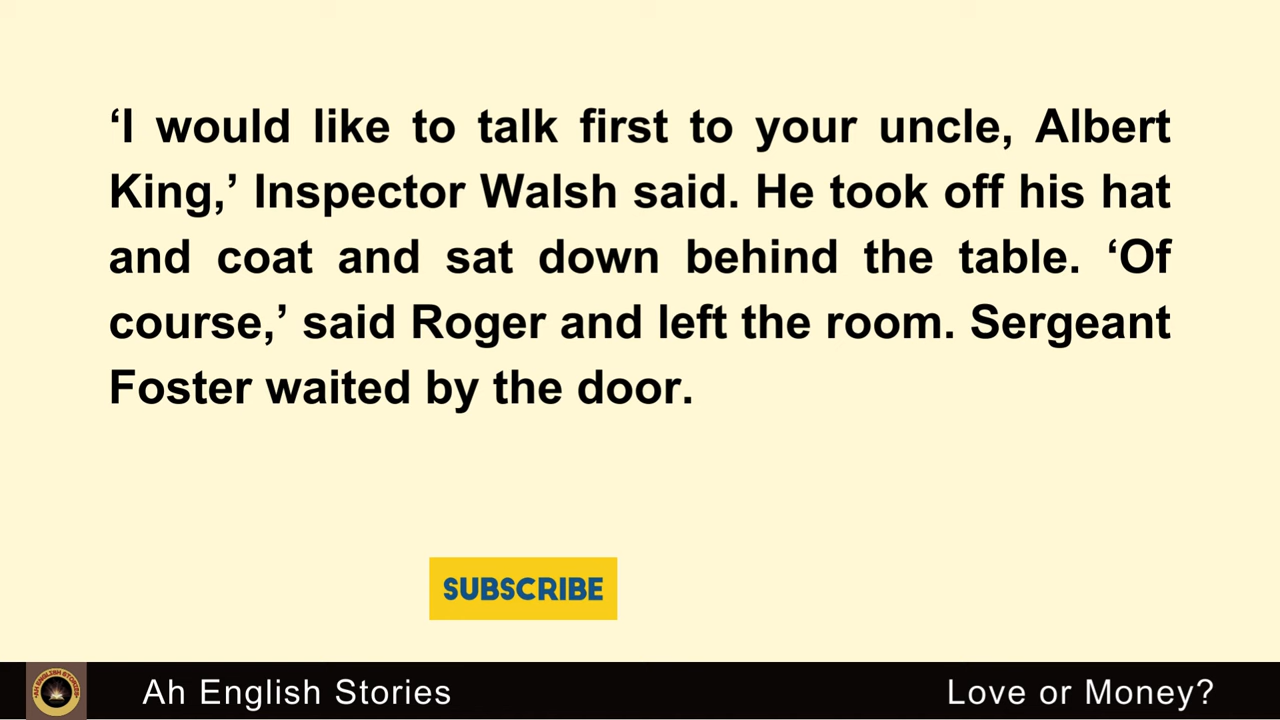 ‘I would like to talk first to your uncle, Albert
King,’ Inspector Walsh said. He took off his hat
and coat and sat down behind the table. ‘Of
course,’ said Roger and left the room. Sergeant
Foster waited by the door.
SUBSCRIBE
Ah English Stories
Love or Money?